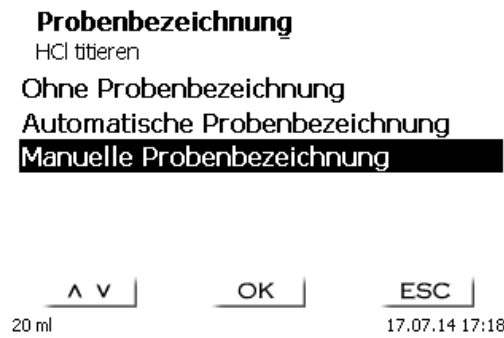 Probenbezeichnung
HCl titieren
Ohne Probenbezeichnung
Automatische Probenbezeichnung
Manuelle Probenbezeichnung
∧ ∨ OK ESC
20 ml 17.07.14 17:18